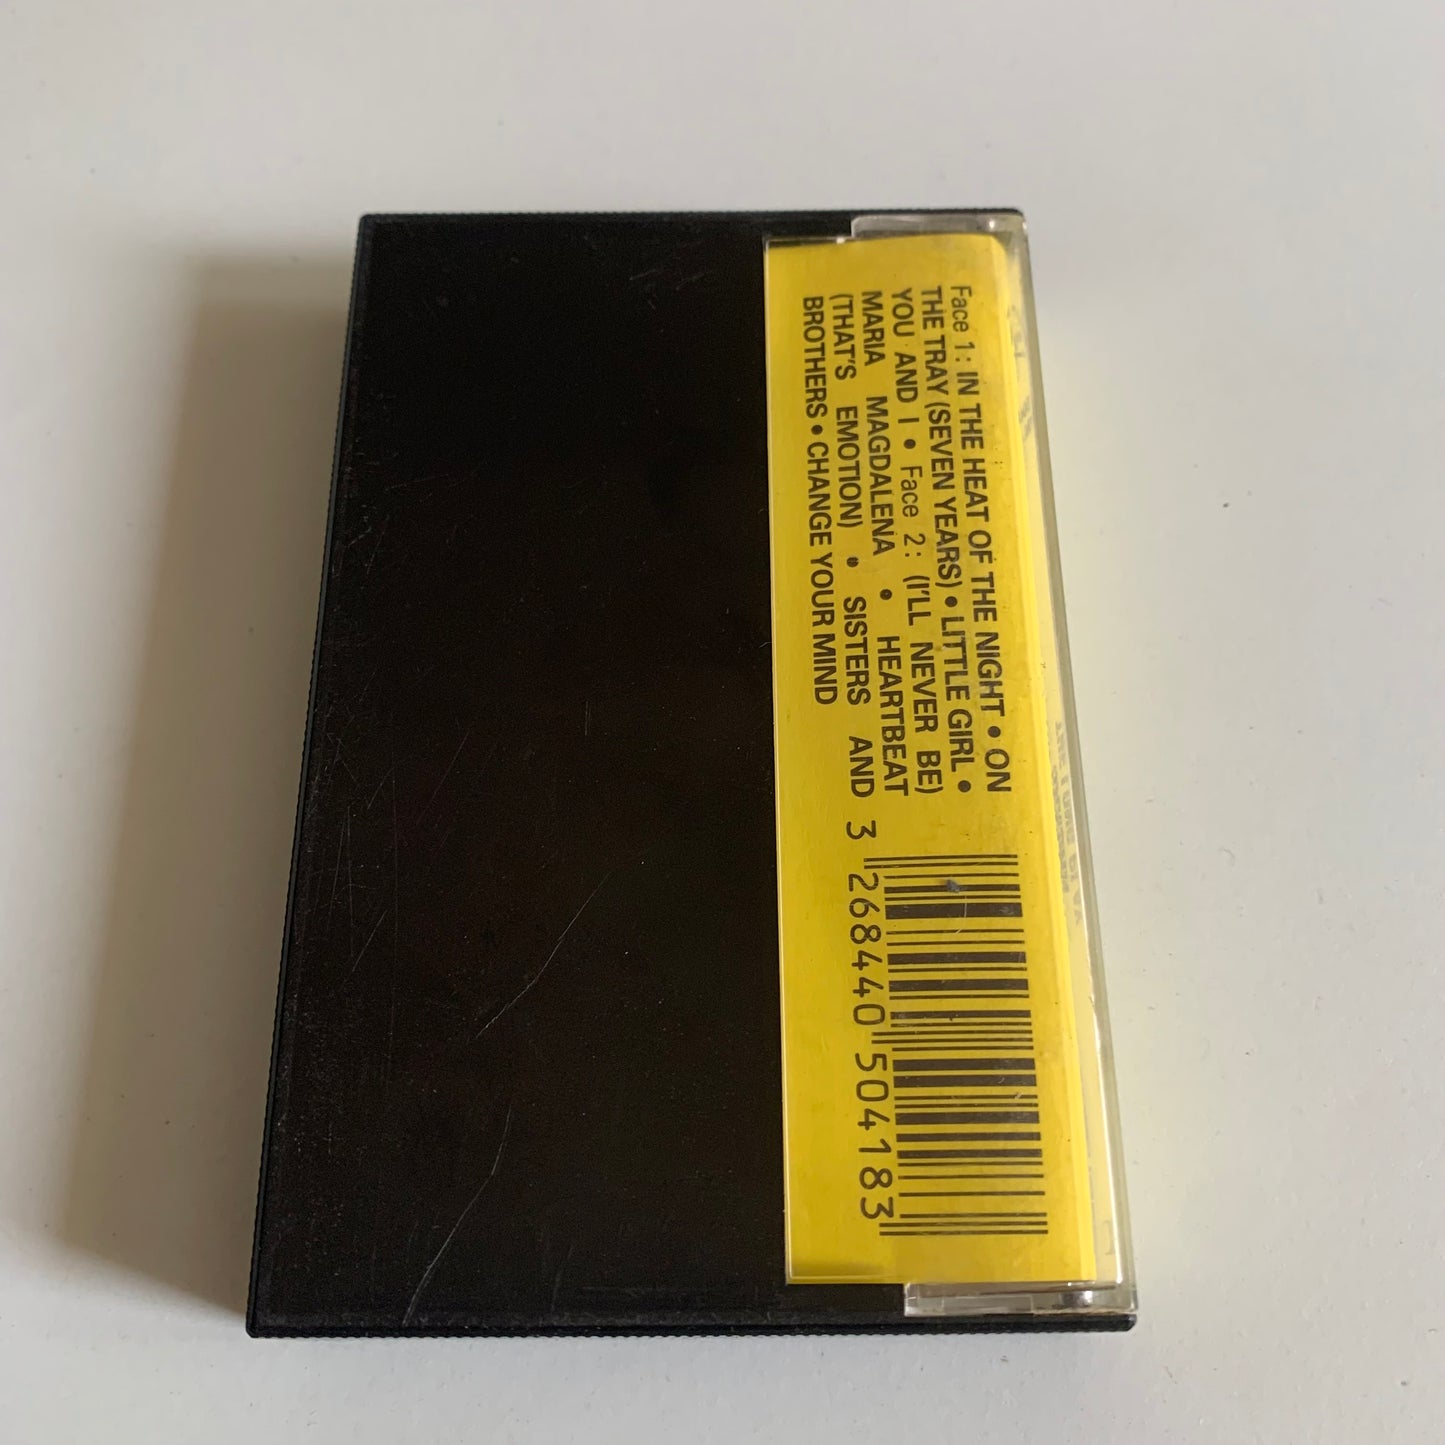 Face 1: IN THE HEAT OF THE NIGHT • ON
THE TRAY (SEVEN YEARS) • LITTLE GIRL •
YOU AND I • Face 2: (I'LL NEVER BE)
MARIA MAGDALENA • HEARTBEAT
(THAT'S EMOTION) • SISTERS AND
BROTHERS • CHANGE YOUR MIND
3 268440 504183